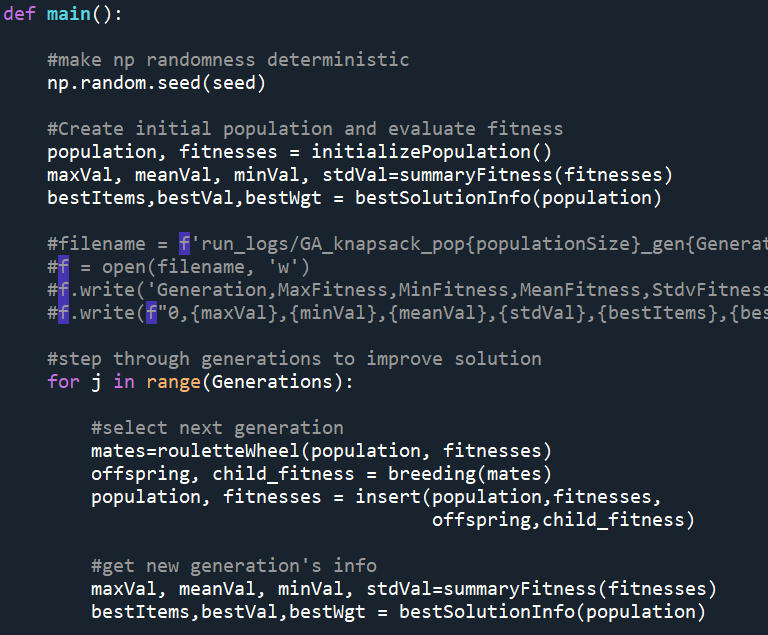 def main():
#make np randomness deterministic
np.random.seed(seed)
#Create initial population and evaluate fitness
population, fitnesses = initializePopulation()
maxVal, meanVal, minVal, stdVal=summaryFitness(fitnesses)
bestItems,bestVal,bestWgt = bestSolutionInfo(population)
#filename = f'run_logs/GA_knapsack_pop{populationSize}_gen{Generat
#f = open(filename, 'w')
#f.write('Generation,MaxFitness,MinFitness,MeanFitness,StdvFitness
#f.write(f"0,{maxVal},{minVal},{meanVal},{stdVal},{bestItems},{bes
#step through generations to improve solution
for j in range(Generations):
#select next generation
mates=rouletteWheel(population, fitnesses)
offspring, child_fitness = breeding(mates)
population, fitnesses = insert(population,fitnesses,
offspring,child_fitness)
#get new generation's info
maxVal, meanVal, minVal, stdVal=summaryFitness(fitnesses)
bestItems,bestVal,bestWgt = bestSolutionInfo(population)